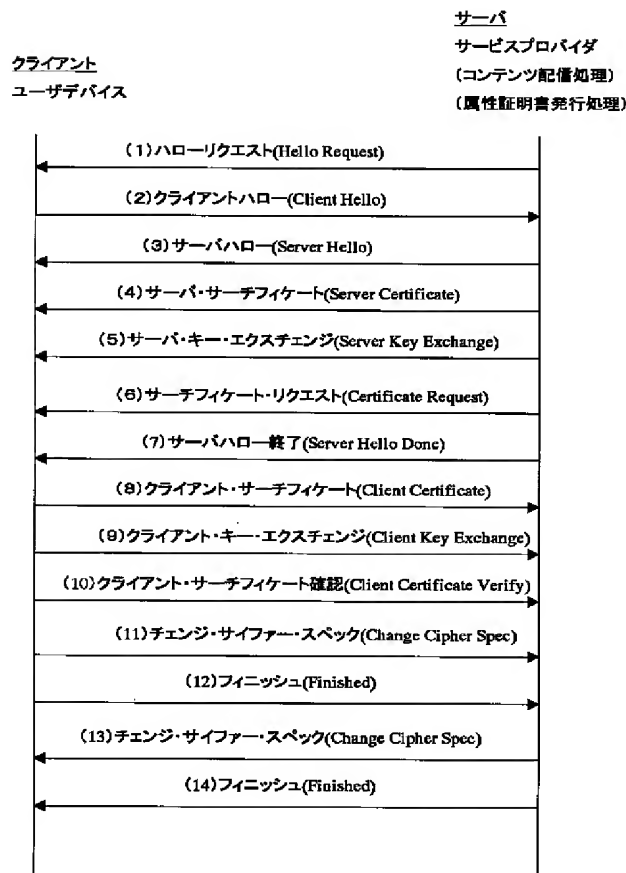 サーバ
サービスプロバイダ
(コンテンツ配信処理)
(属性証明書発行処理)
クライアント
ユーザデバイス
(1)ハローリクエスト(Hello Request)
(2)クライアントハロー(Client Hello)
(3)サーバハロー(Server Hello)
(4)サーバ・サーチフィケート(Server Certificate)
(5)サーバ・キー・エクスチェンジ(Server Key Exchange)
(6)サーチフィケート・リクエスト(Certificate Request)
(7)サーバハロー終了(Server Hello Done)
(8)クライアント・サーチフィケート(Client Certificate)
(9)クライアント・キー・エクスチェンジ(Client Key Exchange)
(10)クライアント・サーチフィケート確認(Client Certificate Verify)
(11)チェンジ・サイファー・スペック(Change Cipher Spec)
(12)フィニッシュ(Finished)
(13)チェンジ・サイファー・スペック(Change Cipher Spec)
(14)フィニッシュ(Finished)